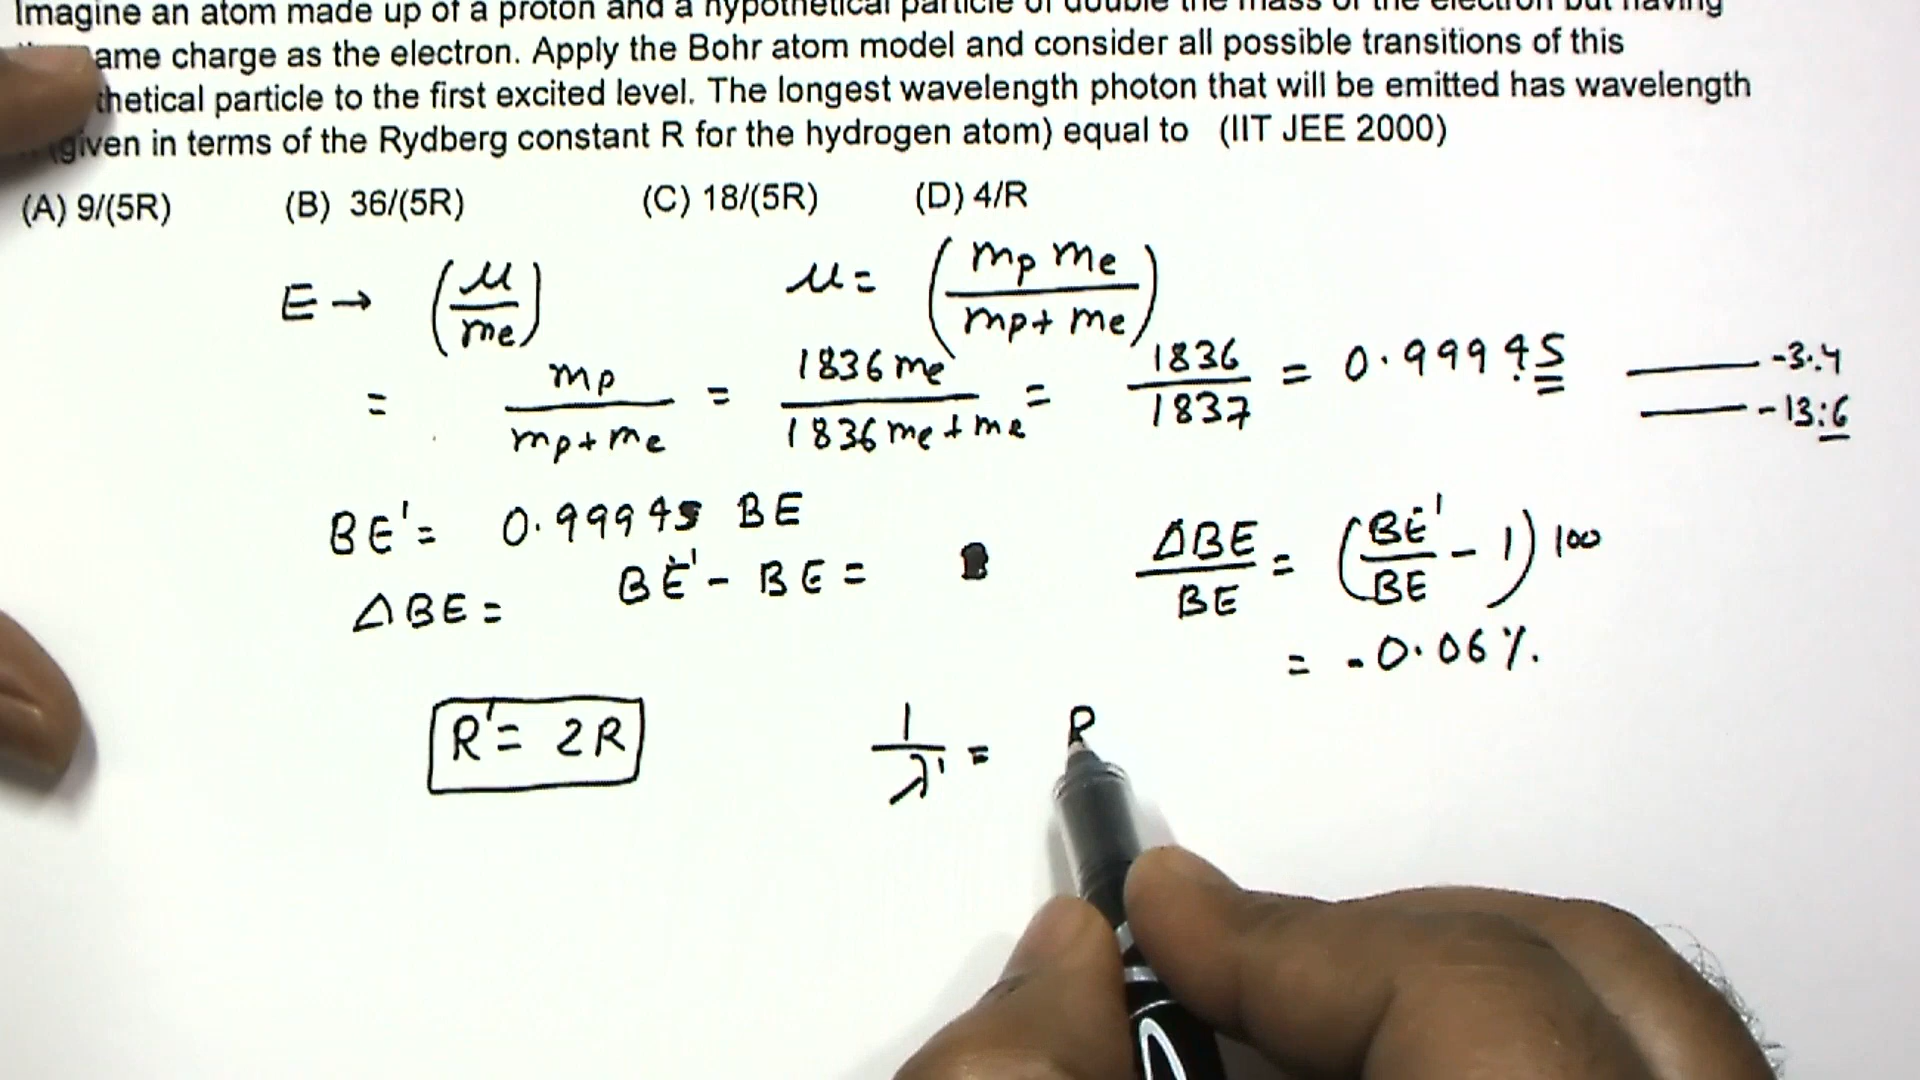 Imagine an atom made up of a proton and a hypothetical particle of double the mass of the electron but having
ame charge as the electron. Apply the Bohr atom model and consider all possible transitions of this
thetical particle to the first excited level. The longest wavelength photon that will be emitted has wavelength
(given in terms of the Rydberg constant R for the hydrogen atom) equal to (IIT JEE 2000)
(A) 9/(5R) (B) 36/(5R) (C) 18/(5R) (D) 4/R
E → (μ/me) μ = (mp me / mp + me)
= mp / mp + me = 1836 me / 1836 me + me = 1836 / 1837 = 0.99945
-3.4
-13.6
BE' = 0.99945 BE
ΔBE = BE' - BE =
ΔBE / BE = (BE' / BE - 1) 100
= -0.06 %.
R' = 2R
1 / λ' = R